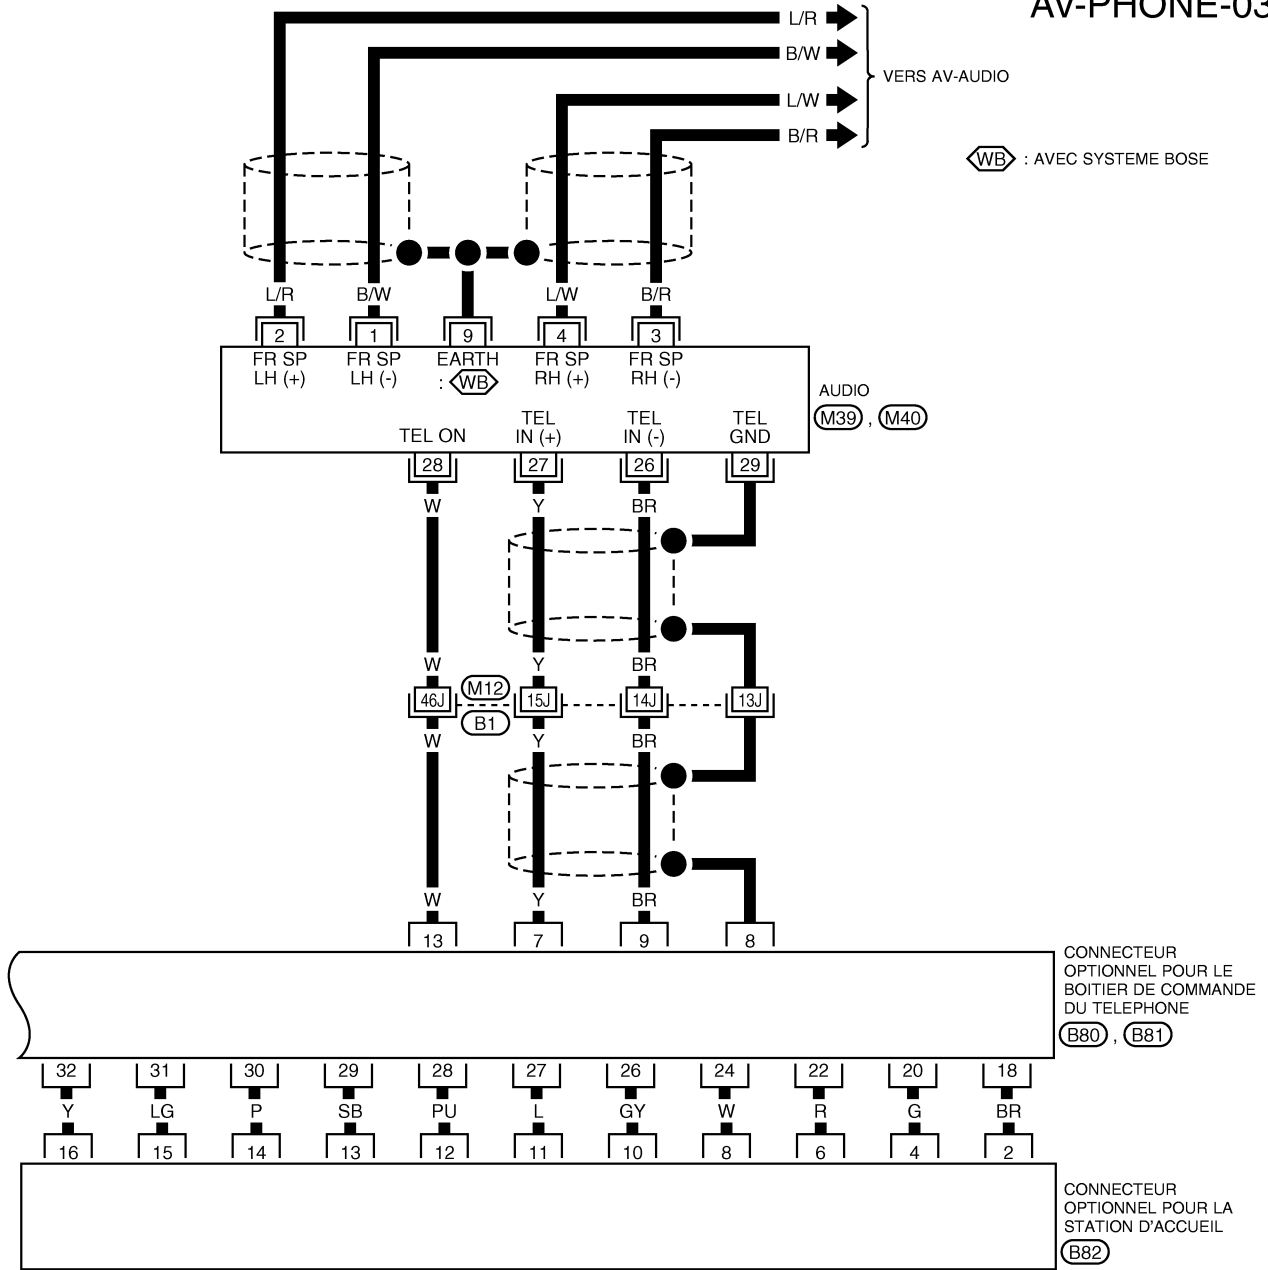 AV-PHONE-03
L/R
B/W
VERS AV-AUDIO
L/W
B/R
WB : AVEC SYSTEME BOSE
L/R B/W L/W B/R
2 1 9 4 3
FR SP FR SP EARTH FR SP FR SP
LH (+) LH (-) : WB RH (+) RH (-)
AUDIO
M39 , M40
TEL TEL TEL
TEL ON IN (+) IN (-) GND
28 27 26 29
W Y BR
W Y BR
M12
46J 15J 14J 13J
B1
W Y BR
W Y BR
13 7 9 8
CONNECTEUR
OPTIONNEL POUR LE
BOITIER DE COMMANDE
DU TELEPHONE
B80 , B81
32 31 30 29 28 27 26 24 22 20 18
Y LG P SB PU L GY W R G BR
16 15 14 13 12 11 10 8 6 4 2
CONNECTEUR
OPTIONNEL POUR LA
STATION D'ACCUEIL
B82